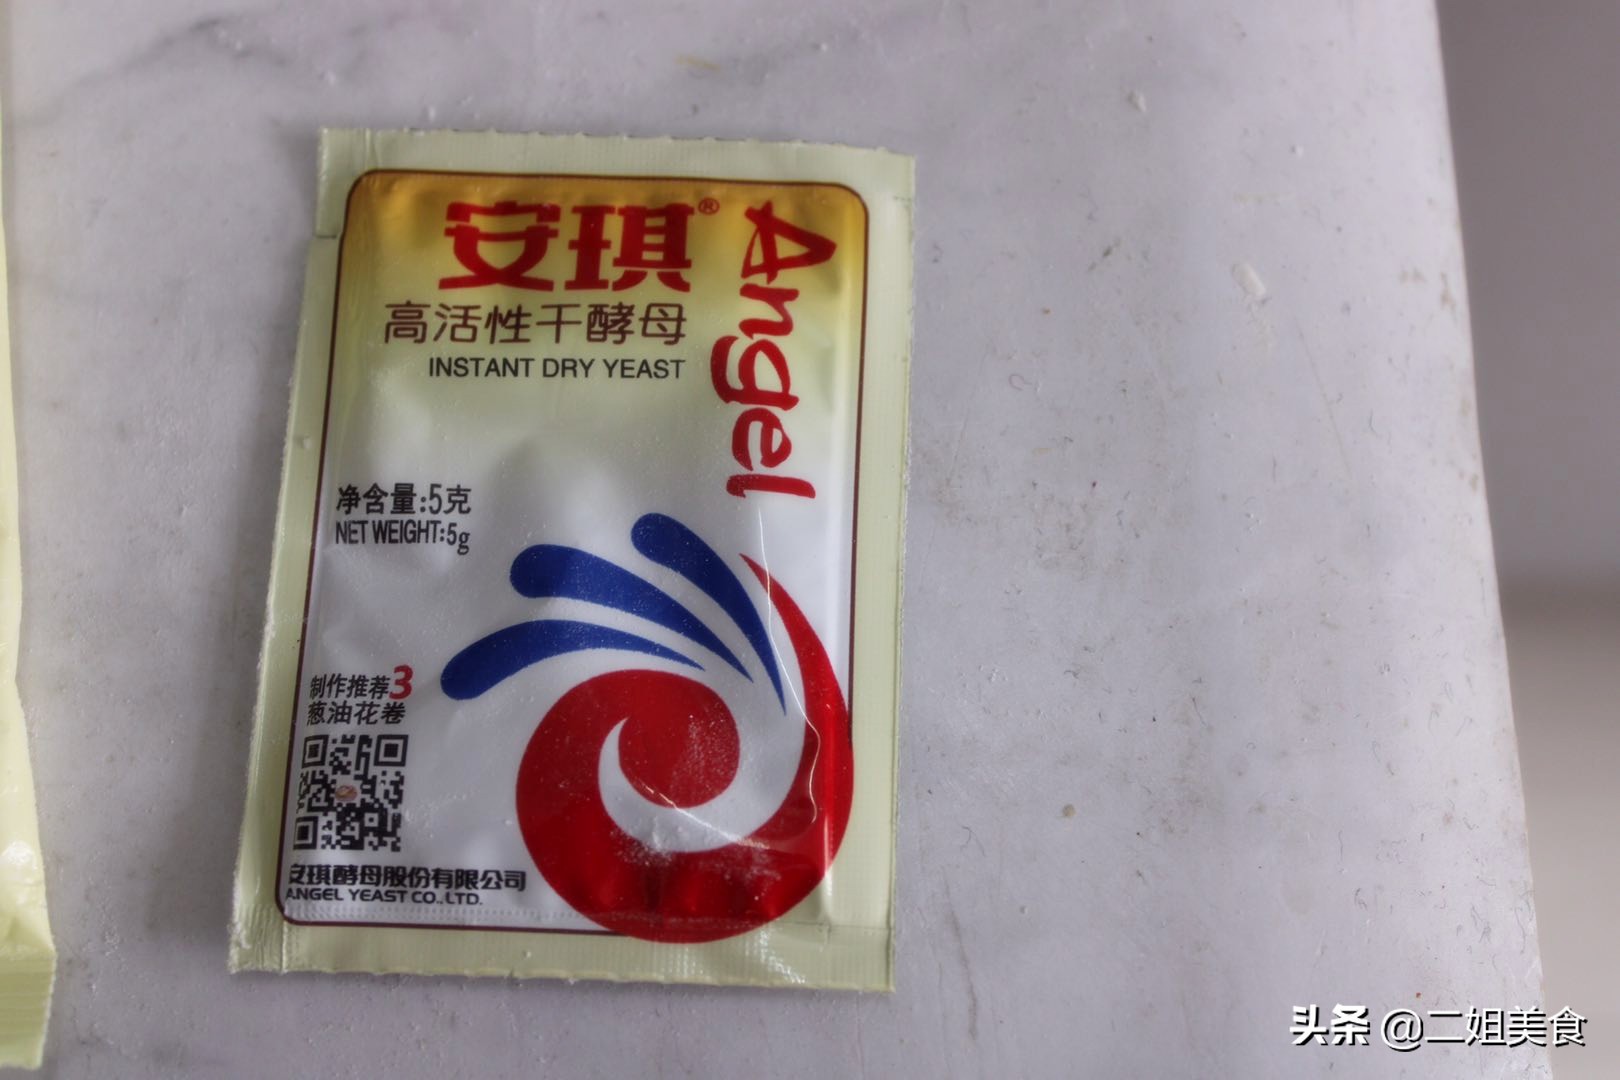 安琪®
Angel
高活性干酵母
INSTANT DRY YEAST
净含量:5克
NET WEIGHT:5g
制作推荐3
葱油花卷
安琪酵母股份有限公司
ANGEL YEAST CO.,LTD.
头条 @二姐美食